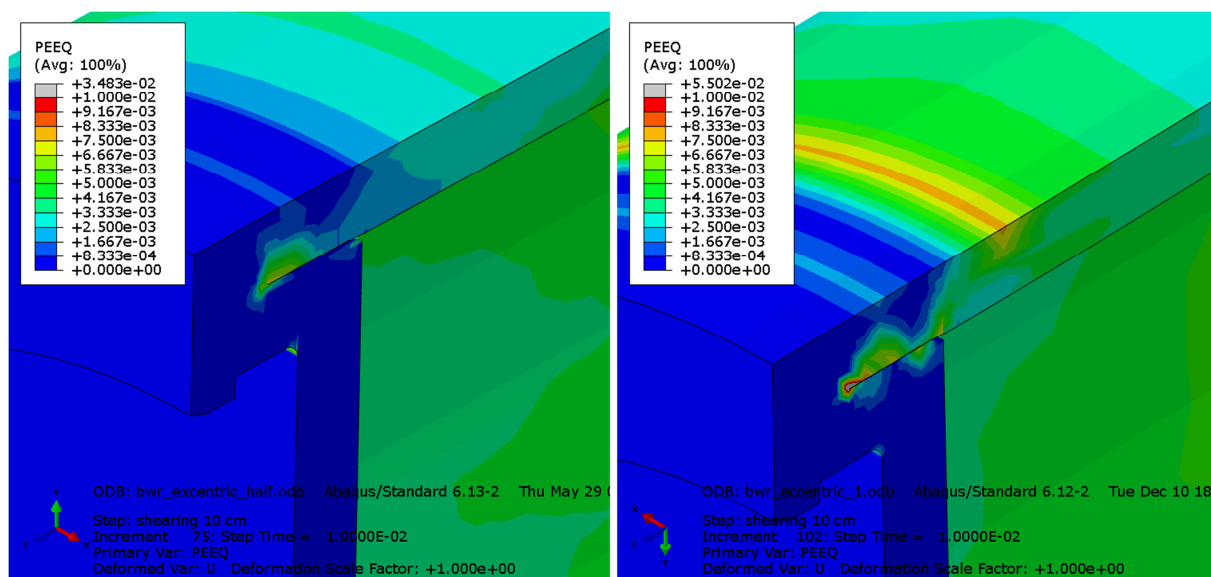 PEEQ
(Avg: 100%)
+3.483e-02
+1.000e-02
+9.167e-03
+8.333e-03
+7.500e-03
+6.667e-03
+5.833e-03
+5.000e-03
+4.167e-03
+3.333e-03
+2.500e-03
+1.667e-03
+8.333e-04
+0.000e+00
ODB: bwr_excentric_half.odb Abaqus/Standard 6.13-2 Thu May 29
Step: shearing 10 cm
Increment 75: Step Time = 1.0000E-02
Primary Var: PEEQ
Deformed Var: U Deformation Scale Factor: +1.000e+00
Y
X
Z
PEEQ
(Avg: 100%)
+5.502e-02
+1.000e-02
+9.167e-03
+8.333e-03
+7.500e-03
+6.667e-03
+5.833e-03
+5.000e-03
+4.167e-03
+3.333e-03
+2.500e-03
+1.667e-03
+8.333e-04
+0.000e+00
ODB: bwr_eccentric_1.odb Abaqus/Standard 6.12-2 Tue Dec 10 18
Step: shearing 10 cm
Increment 102: Step Time = 1.0000E-02
Primary Var: PEEQ
Deformed Var: U Deformation Scale Factor: +1.000e+00
X
Z
Y